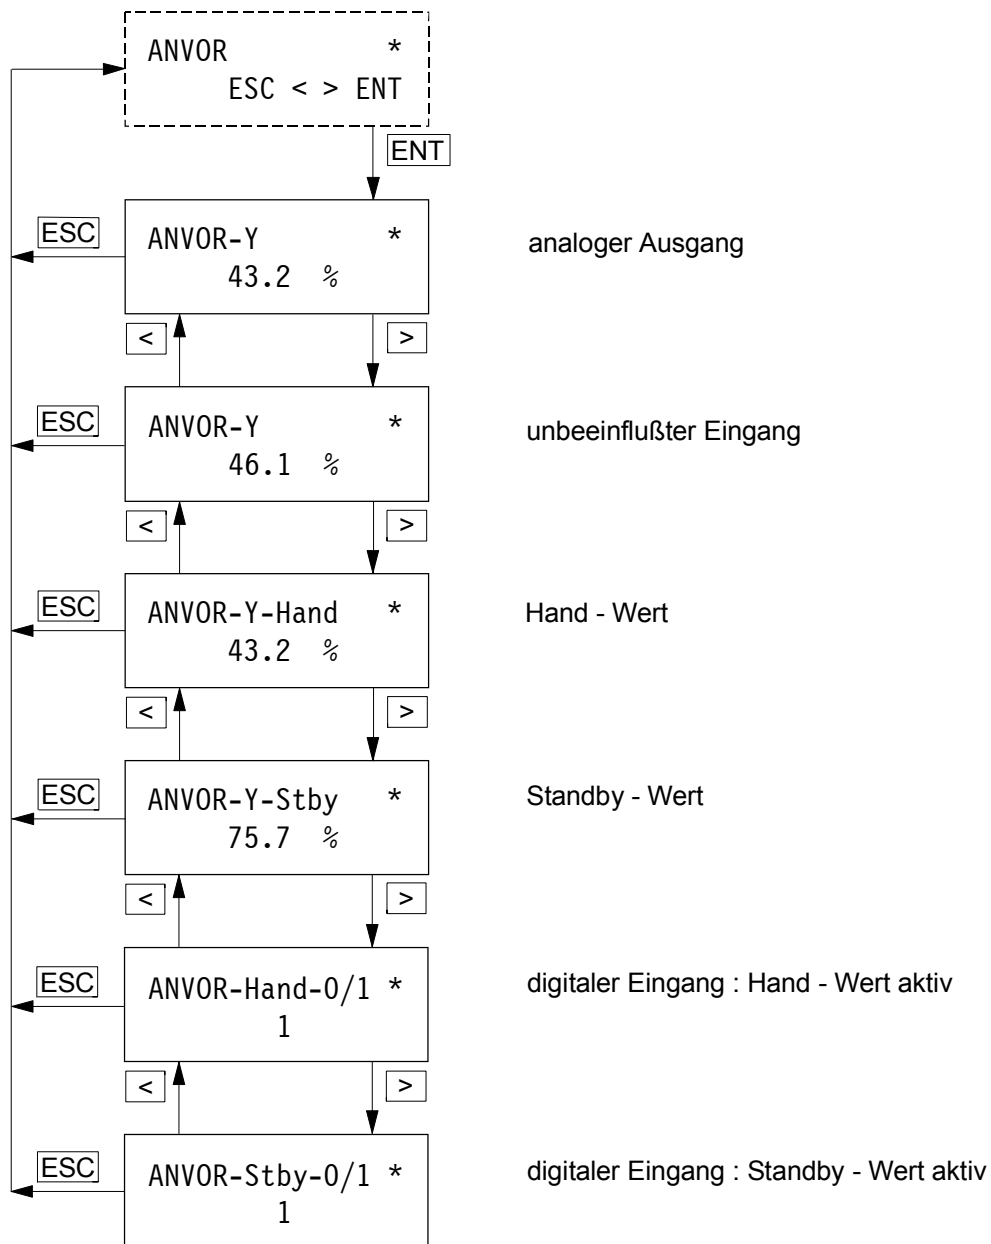 ANVOR *
ESC < > ENT
ENT
ESC
ANVOR-Y *
43.2 %
analoger Ausgang
< >
ESC
ANVOR-Y *
46.1 %
unbeeinflußter Eingang
< >
ESC
ANVOR-Y-Hand *
43.2 %
Hand - Wert
< >
ESC
ANVOR-Y-Stby *
75.7 %
Standby - Wert
< >
ESC
ANVOR-Hand-0/1 *
1
digitaler Eingang : Hand - Wert aktiv
< >
ESC
ANVOR-Stby-0/1 *
1
digitaler Eingang : Standby - Wert aktiv